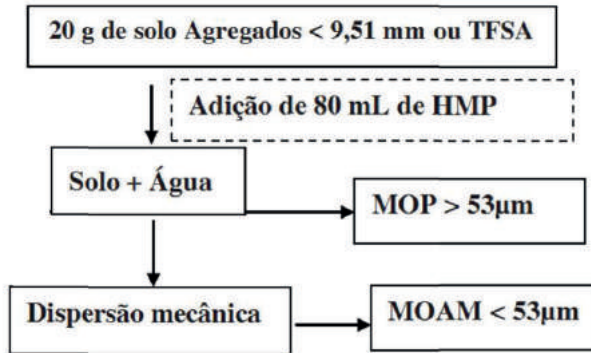 20 g de solo Agregados < 9,51 mm ou TFSA
Adição de 80 mL de HMP
Solo + Água
MOP > 53µm
Dispersão mecânica
MOAM < 53µm